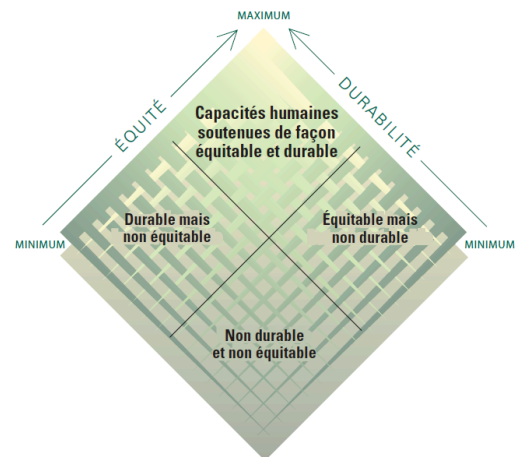 MAXIMUM
ÉQUITÉ
DURABILITÉ
Capacités humaines
soutenues de façon
équitable et durable
Durable mais
non équitable
Équitable mais
non durable
MINIMUM
MINIMUM
Non durable
et non équitable